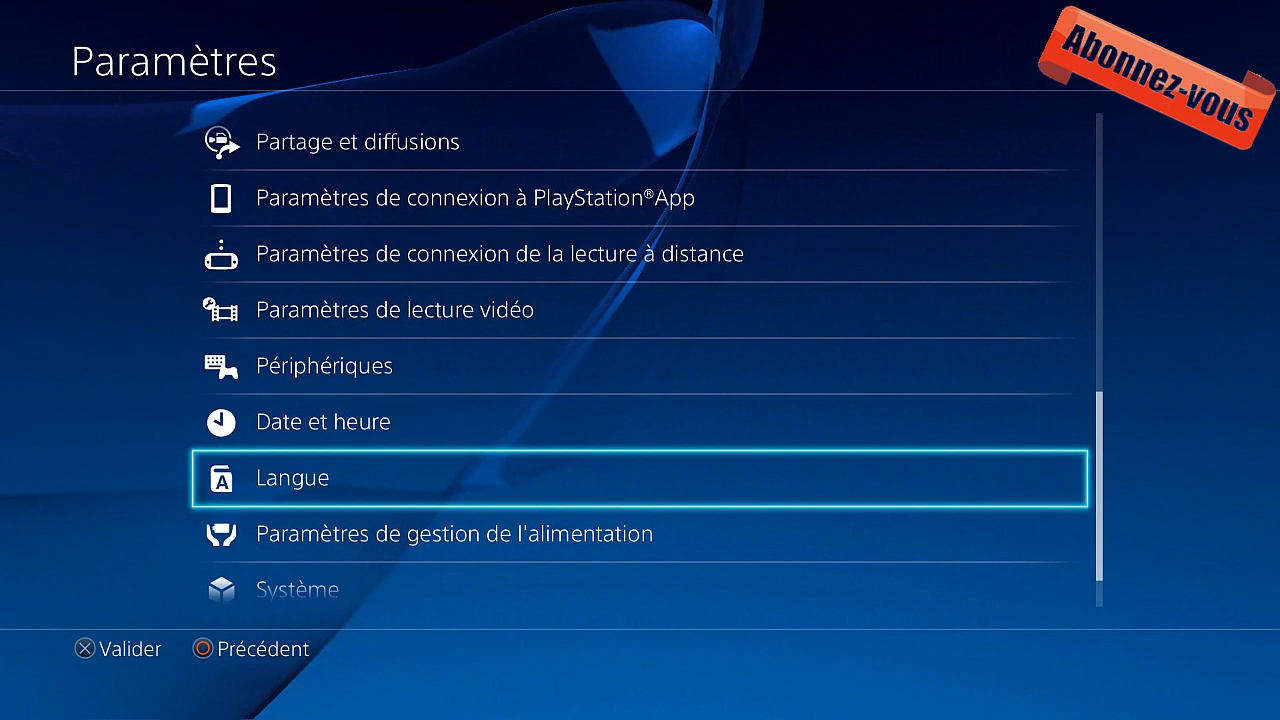 Paramètres
Abonnez-vous
Partage et diffusions
Paramètres de connexion à PlayStation®App
Paramètres de connexion de la lecture à distance
Paramètres de lecture vidéo
Périphériques
Date et heure
A Langue
Paramètres de gestion de l'alimentation
Système
Valider Précédent